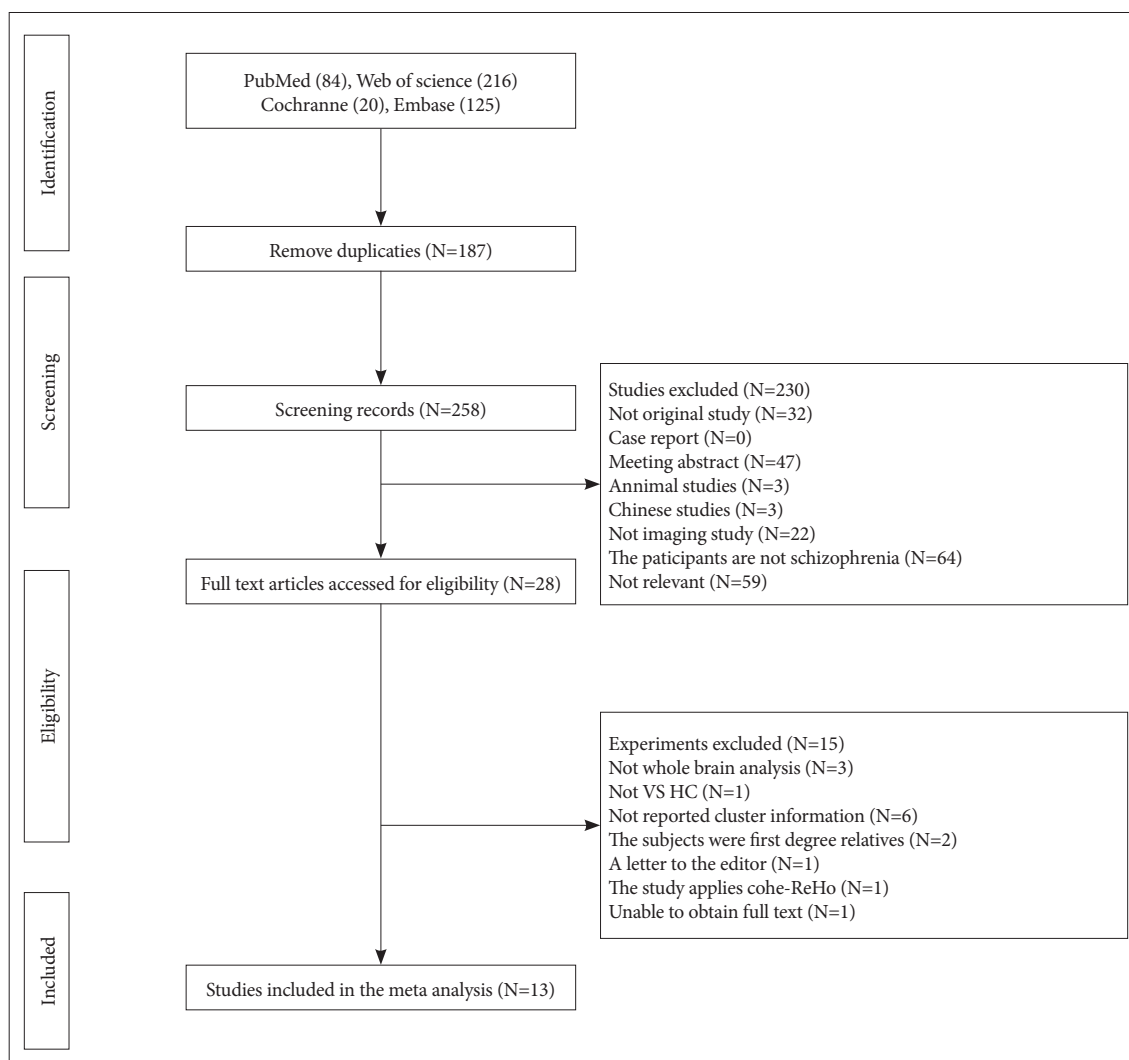 Identification
PubMed (84), Web of science (216)
Cochranne (20), Embase (125)
Remove duplicaties (N=187)
Screening
Screening records (N=258)
Studies excluded (N=230)
Not original study (N=32)
Case report (N=0)
Meeting abstract (N=47)
Annimal studies (N=3)
Chinese studies (N=3)
Not imaging study (N=22)
The paticipants are not schizophrenia (N=64)
Not relevant (N=59)
Eligibility
Full text articles accessed for eligibility (N=28)
Experiments excluded (N=15)
Not whole brain analysis (N=3)
Not VS HC (N=1)
Not reported cluster information (N=6)
The subjects were first degree relatives (N=2)
A letter to the editor (N=1)
The study applies cohe-ReHo (N=1)
Unable to obtain full text (N=1)
Included
Studies included in the meta analysis (N=13)